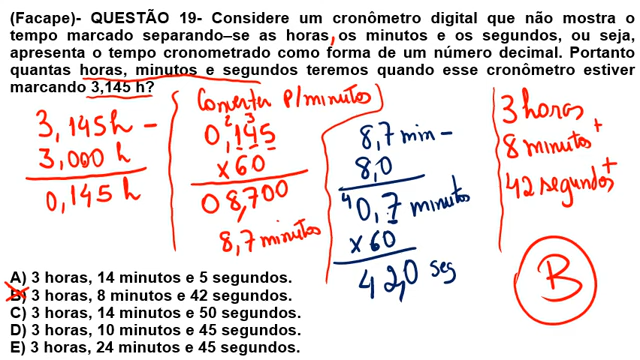 (Facape)- QUESTÃO 19- Considere um cronômetro digital que não mostra o
tempo marcado separando–se as horas, os minutos e os segundos, ou seja,
apresenta o tempo cronometrado como forma de um número decimal. Portanto
quantas horas, minutos e segundos teremos quando esse cronômetro estiver
marcando 3,145 h?
3,145h -
3,000 h
0,145 h
Converter p/minutos
2 3
0,145
x60
08,700
8,7 minutos
8,7 min -
8,0
0,7 minutos
x 60
42,0 seg
3 horas
8 minutos +
42 segundos +
B
A) 3 horas, 14 minutos e 5 segundos.
B) 3 horas, 8 minutos e 42 segundos.
C) 3 horas, 14 minutos e 50 segundos.
D) 3 horas, 10 minutos e 45 segundos.
E) 3 horas, 24 minutos e 45 segundos.